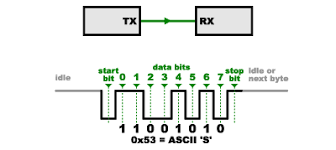 TX RX
data bits
idle start bit 0 1 2 3 4 5 6 7 stop bit idle or next byte
1 1 0 0 1 0 1 0
0x53 = ASCII 'S'